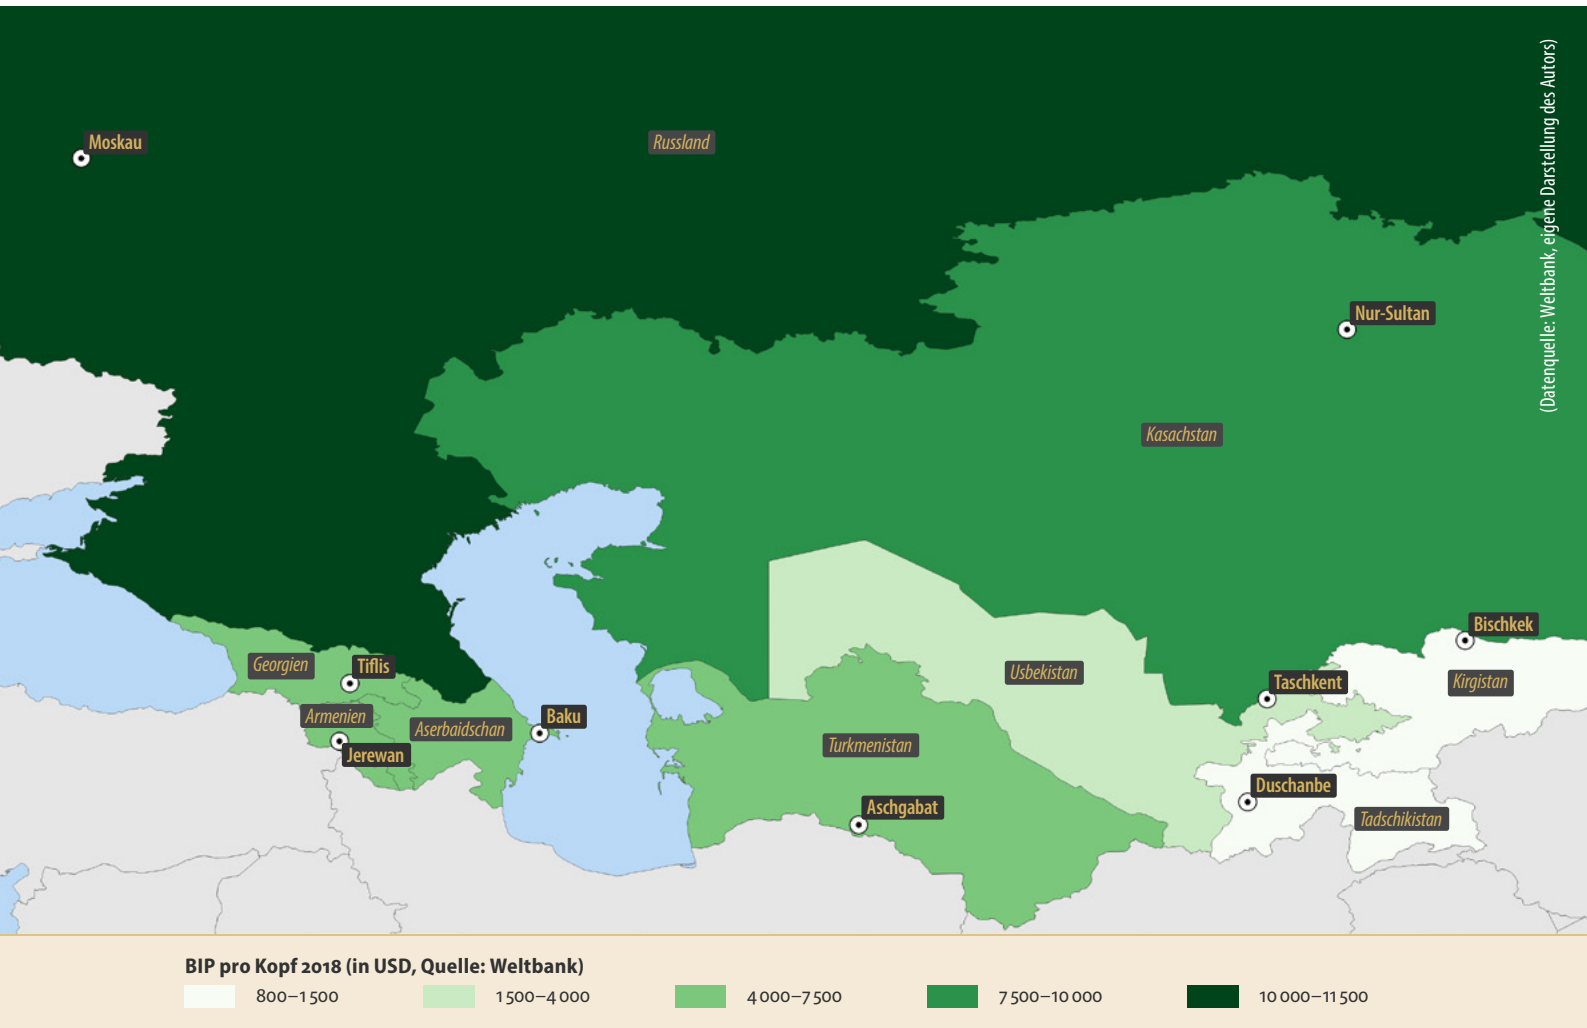 (Datenquelle: Weltbank, eigene Darstellung des Autors)
Moskau
Russland
Nur-Sultan
Kasachstan
Bischkek
Georgien
Tiflis
Usbekistan
Taschkent
Kirgistan
Armenien
Aserbaidschan
Baku
Jerewan
Turkmenistan
Duschanbe
Aschgabat
Tadschikistan
BIP pro Kopf 2018 (in USD, Quelle: Weltbank)
800–1 500
1 500–4 000
4 000–7 500
7 500–10 000
10 000–11 500